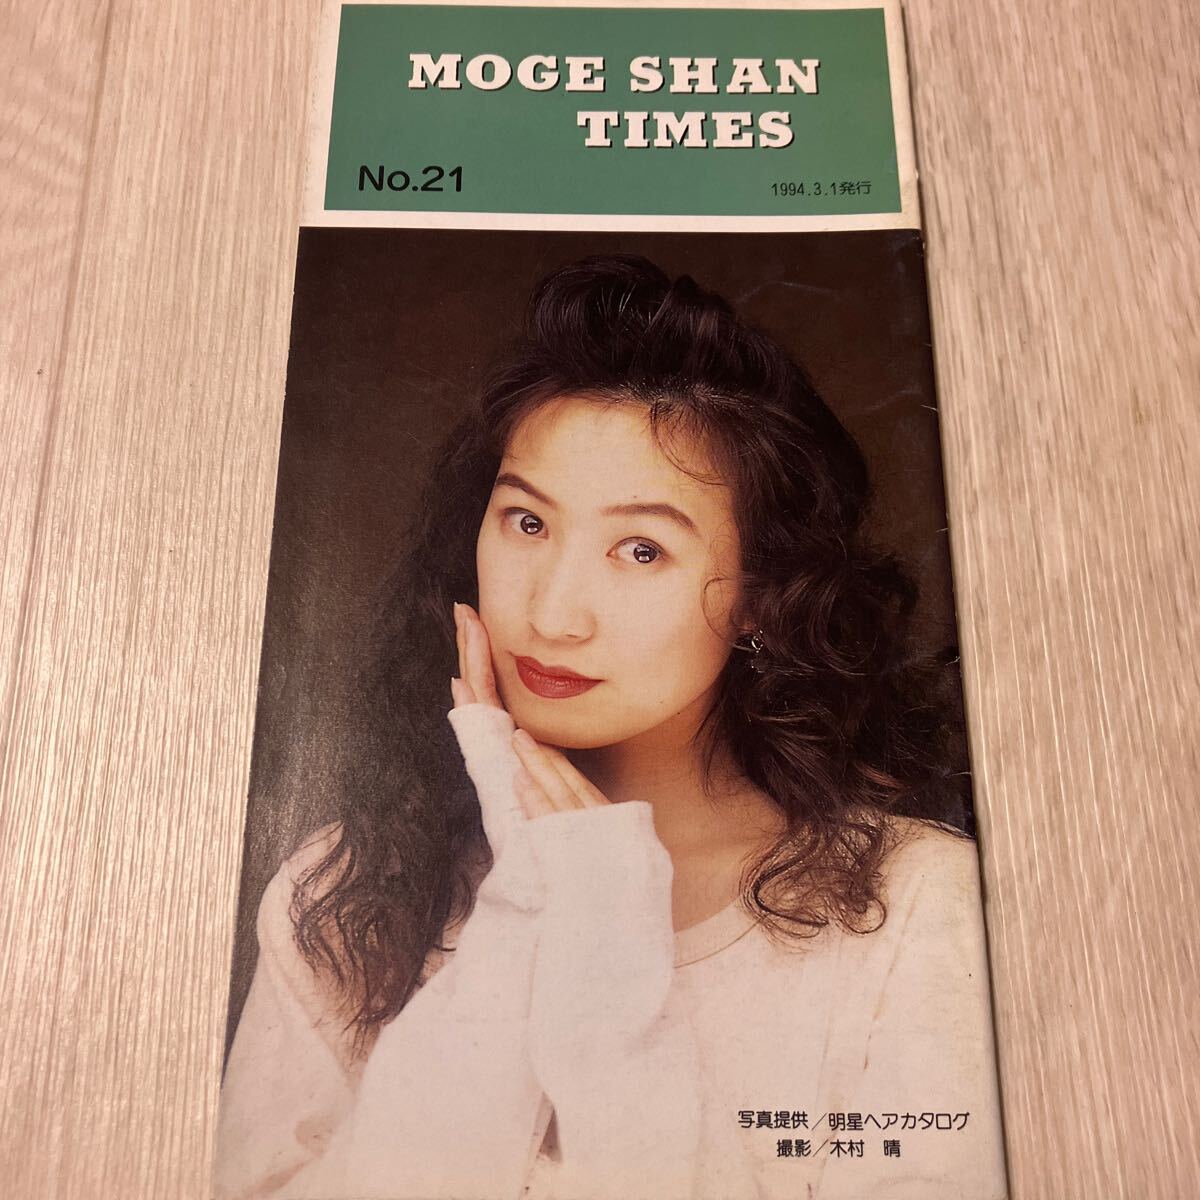 MOGE SHAN
TIMES
No.21
1994.3.1発行
写真提供/明星ヘアカタログ
撮影/木村 晴